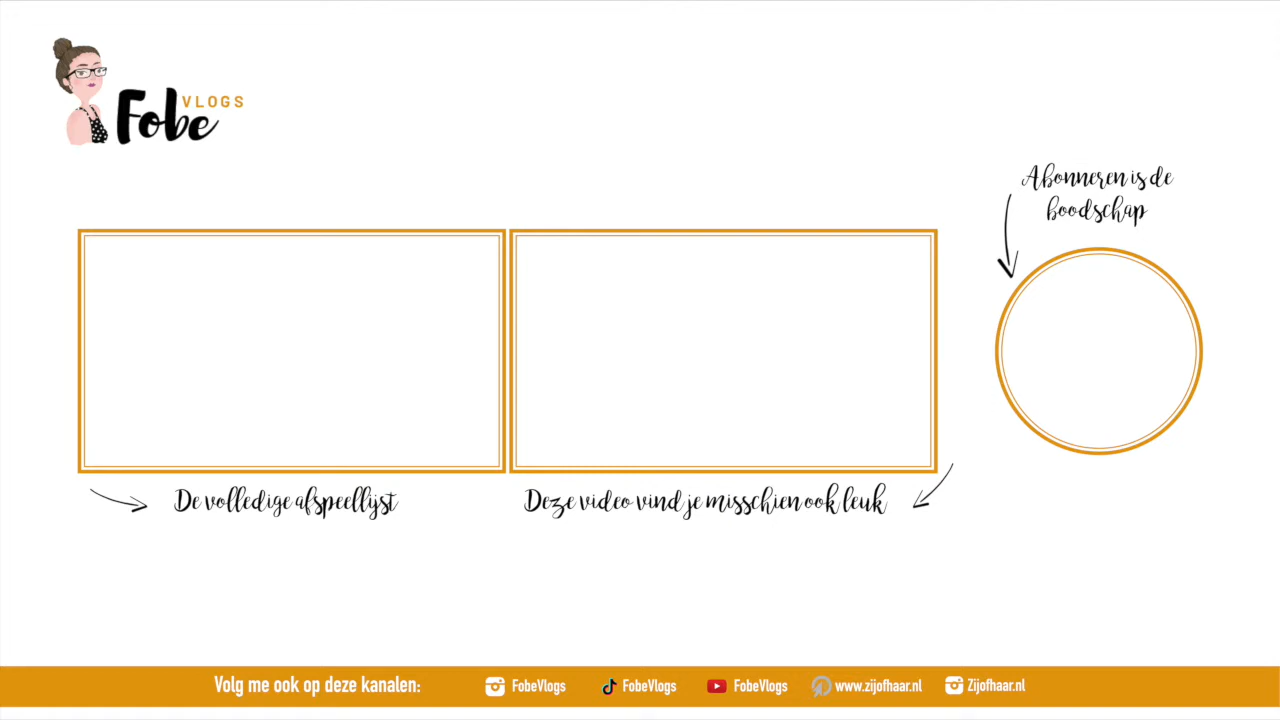 VLOGS
Fobe
Abonneren is de
boodschap
De volledige afspeellijst
Deze video vind je misschien ook leuk
Volg me ook op deze kanalen:
FobeVlogs
FobeVlogs
FobeVlogs
www.zijofhaar.nl
Zijofhaar.nl